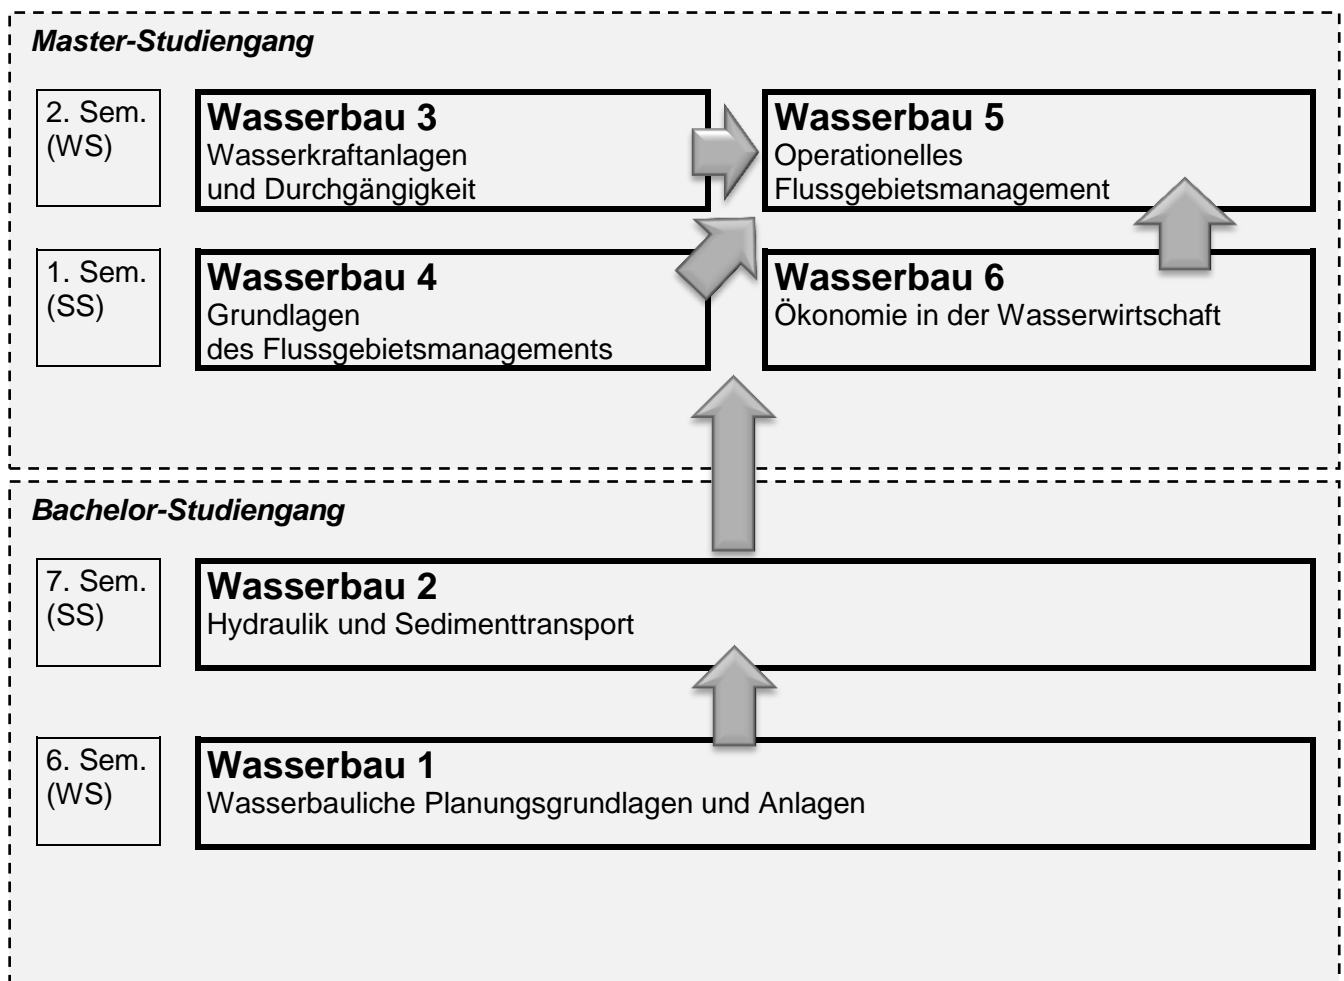 Master-Studiengang
2. Sem.
(WS)
Wasserbau 3
Wasserkraftanlagen
und Durchgängigkeit
Wasserbau 5
Operationelles
Flussgebietsmanagement
1. Sem.
(SS)
Wasserbau 4
Grundlagen
des Flussgebietsmanagements
Wasserbau 6
Ökonomie in der Wasserwirtschaft
Bachelor-Studiengang
7. Sem.
(SS)
Wasserbau 2
Hydraulik und Sedimenttransport
6. Sem.
(WS)
Wasserbau 1
Wasserbauliche Planungsgrundlagen und Anlagen